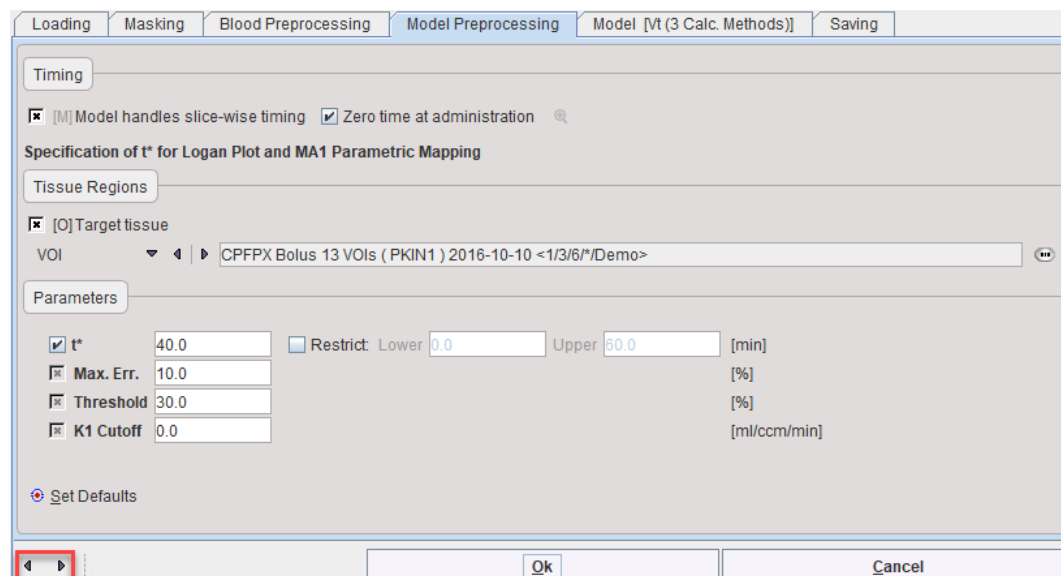 Loading Masking Blood Preprocessing Model Preprocessing Model [Vt (3 Calc. Methods)] Saving
Timing
[M] Model handles slice-wise timing Zero time at administration
Specification of t* for Logan Plot and MA1 Parametric Mapping
Tissue Regions
[O] Target tissue
VOI CPFPX Bolus 13 VOIs ( PKIN1 ) 2016-10-10 <1/3/6/*/Demo>
Parameters
t* 40.0 Restrict: Lower 0.0 Upper 60.0 [min]
Max. Err. 10.0 [%]
Threshold 30.0 [%]
K1 Cutoff 0.0 [ml/ccm/min]
Set Defaults
Ok Cancel